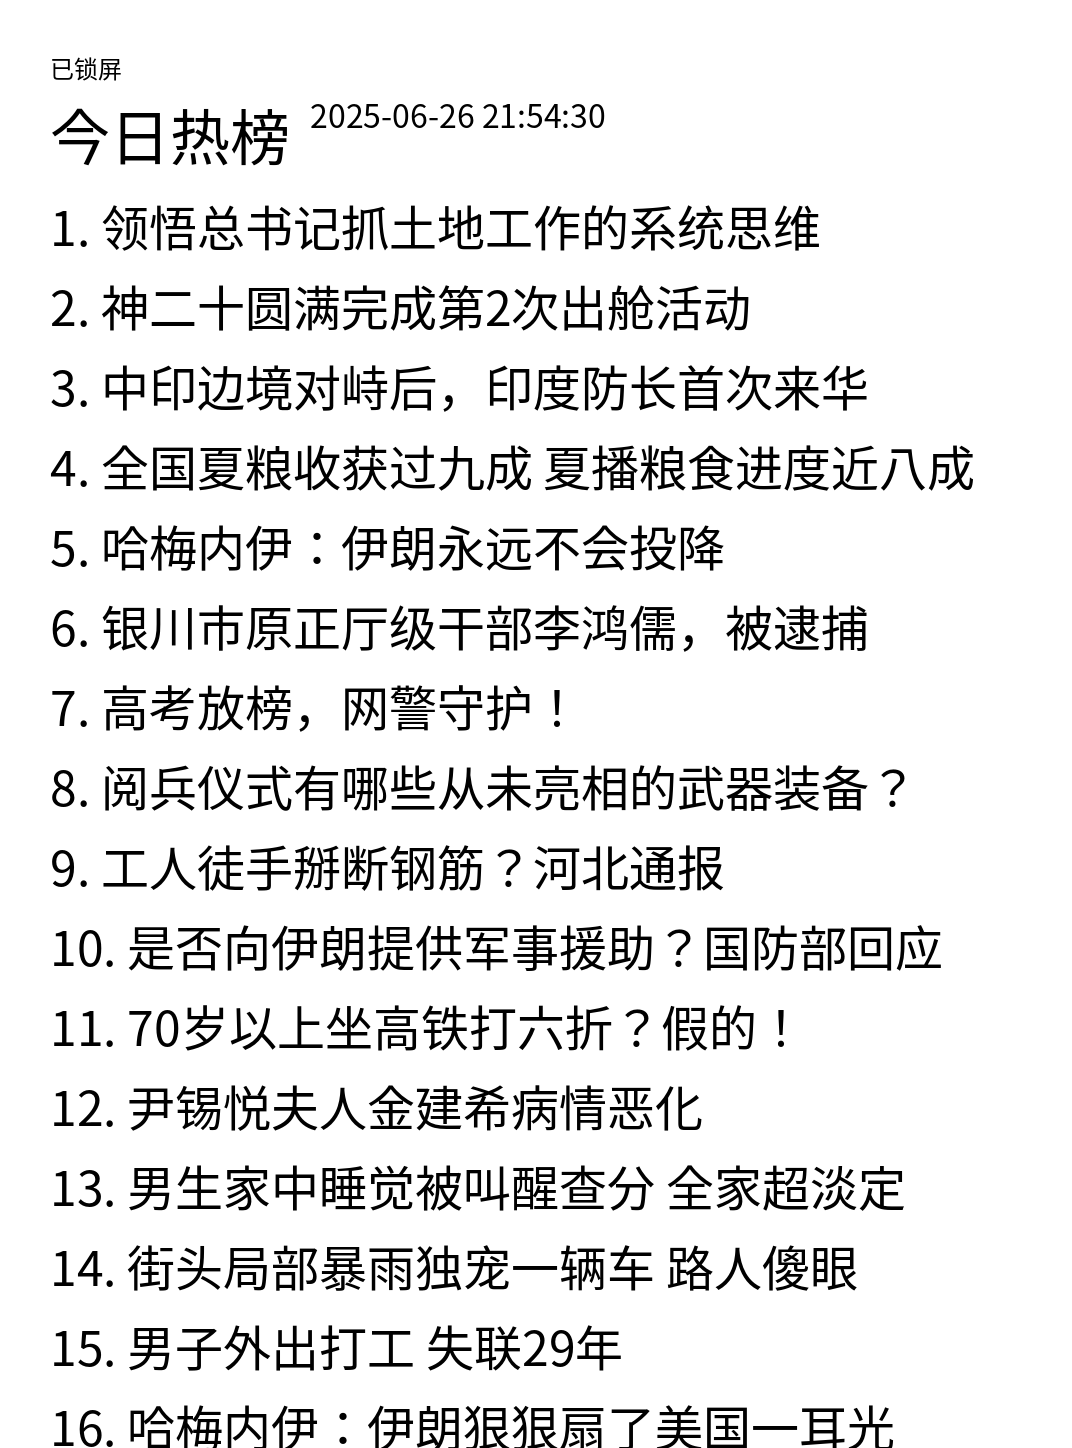 已锁屏
今日热榜 2025-06-26 21:54:30
1. 领悟总书记抓土地工作的系统思维
2. 神二十圆满完成第2次出舱活动
3. 中印边境对峙后，印度防长首次来华
4. 全国夏粮收获过九成 夏播粮食进度近八成
5. 哈梅内伊：伊朗永远不会投降
6. 银川市原正厅级干部李鸿儒，被逮捕
7. 高考放榜，网警守护！
8. 阅兵仪式有哪些从未亮相的武器装备？
9. 工人徒手掰断钢筋？河北通报
10. 是否向伊朗提供军事援助？国防部回应
11. 70岁以上坐高铁打六折？假的！
12. 尹锡悦夫人金建希病情恶化
13. 男生家中睡觉被叫醒查分 全家超淡定
14. 街头局部暴雨独宠一辆车 路人傻眼
15. 男子外出打工 失联29年
16. 哈梅内伊：伊朗狠狠扇了美国一耳光